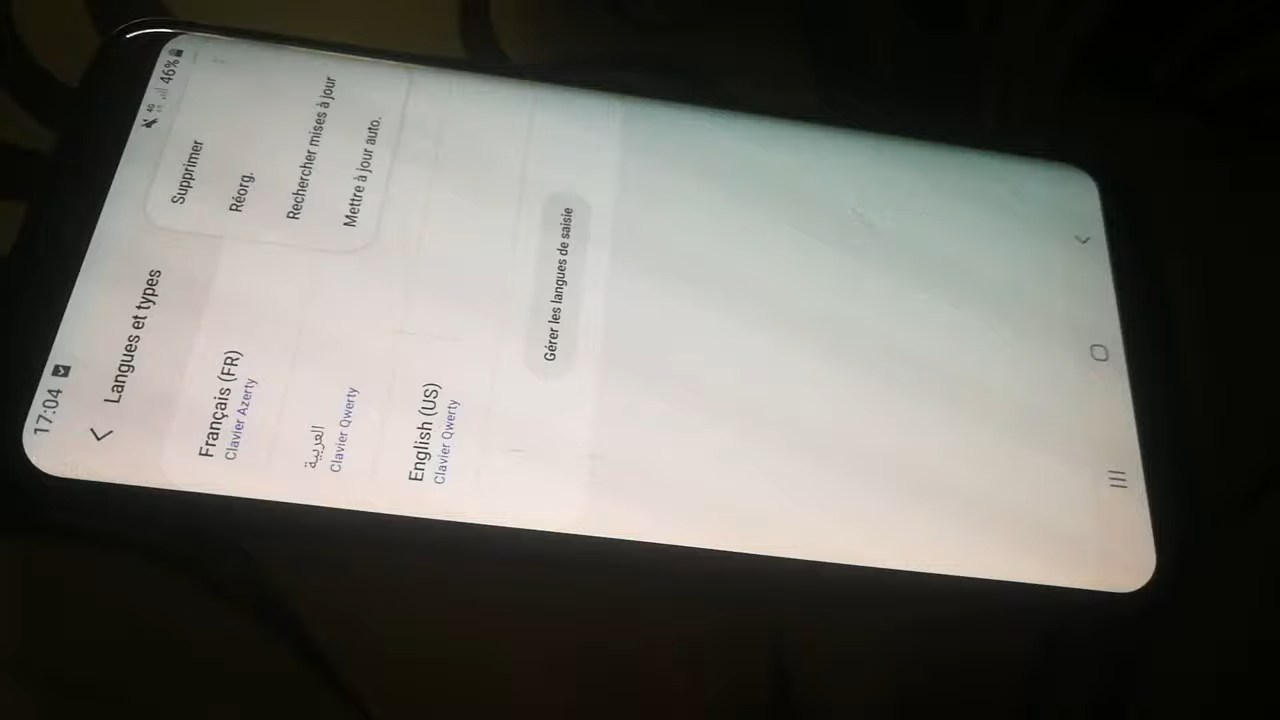 17:04
4G 46%
Langues et types
Supprimer
Réorg.
Rechercher mises à jour
Mettre à jour auto.
Français (FR)
Clavier Azerty
العربية
Clavier Qwerty
English (US)
Clavier Qwerty
Gérer les langues de saisie